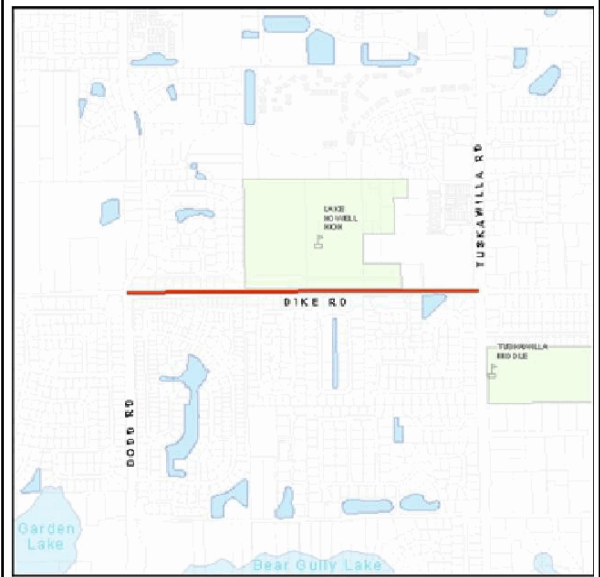 LAKE
HOWELL
HIGH
TUSKAWILLA RD
DIKE RD
TUSKAWILLA
MIDDLE
DODD RD
Garden
Lake
Bear Gully Lake